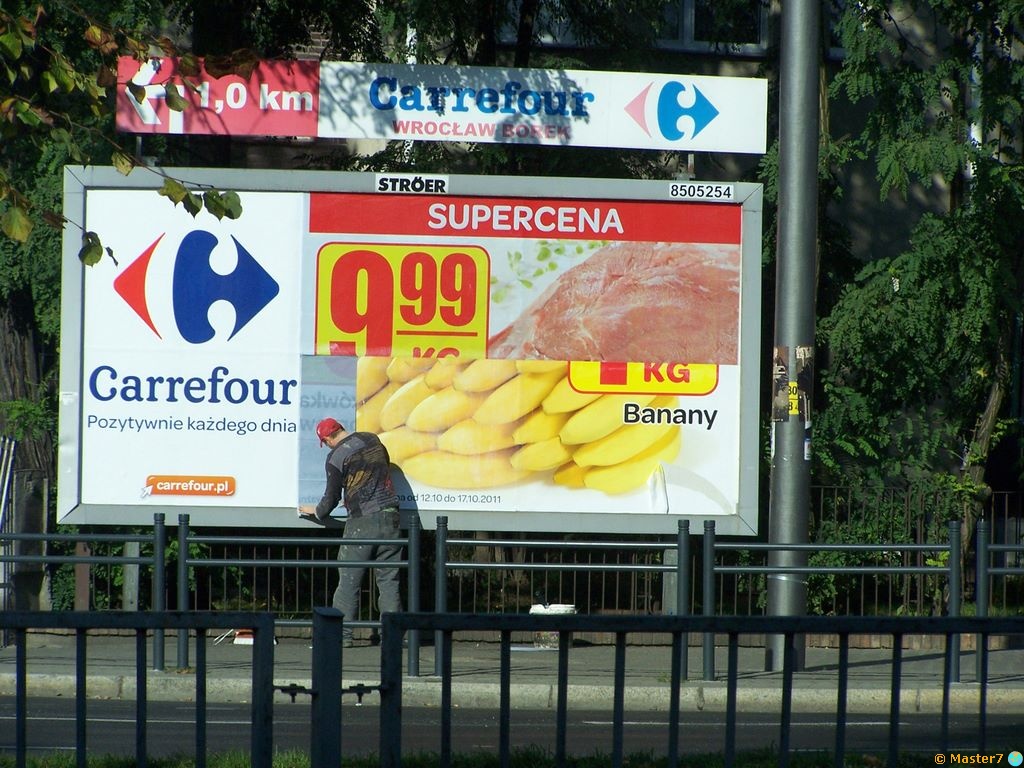 1,0 km
Carrefour
WROCŁAW BOREK
STRÖER
8505254
SUPERCENA
9 99
KG
KG
Banany
Carrefour
Pozytywnie każdego dnia
carrefour.pl
na od 12.10 do 17.10.2011
© Master7